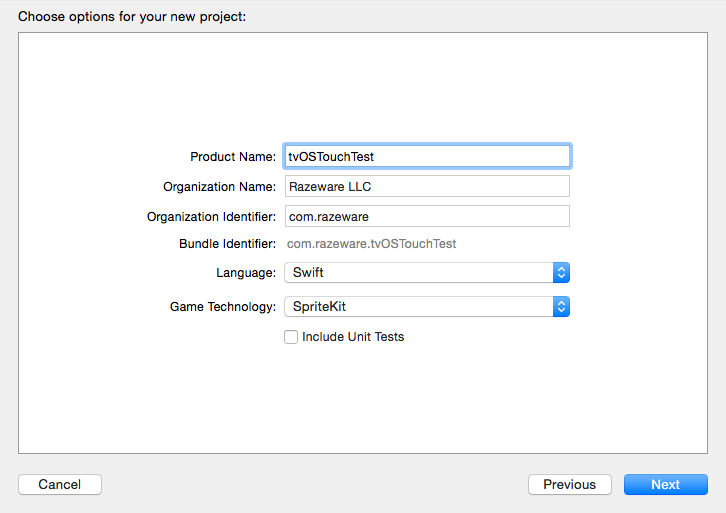 Choose options for your new project:
Product Name: tvOSTouchTest
Organization Name: Razeware LLC
Organization Identifier: com.razeware
Bundle Identifier: com.razeware.tvOSTouchTest
Language: Swift
Game Technology: SpriteKit
Include Unit Tests
Cancel Previous Next